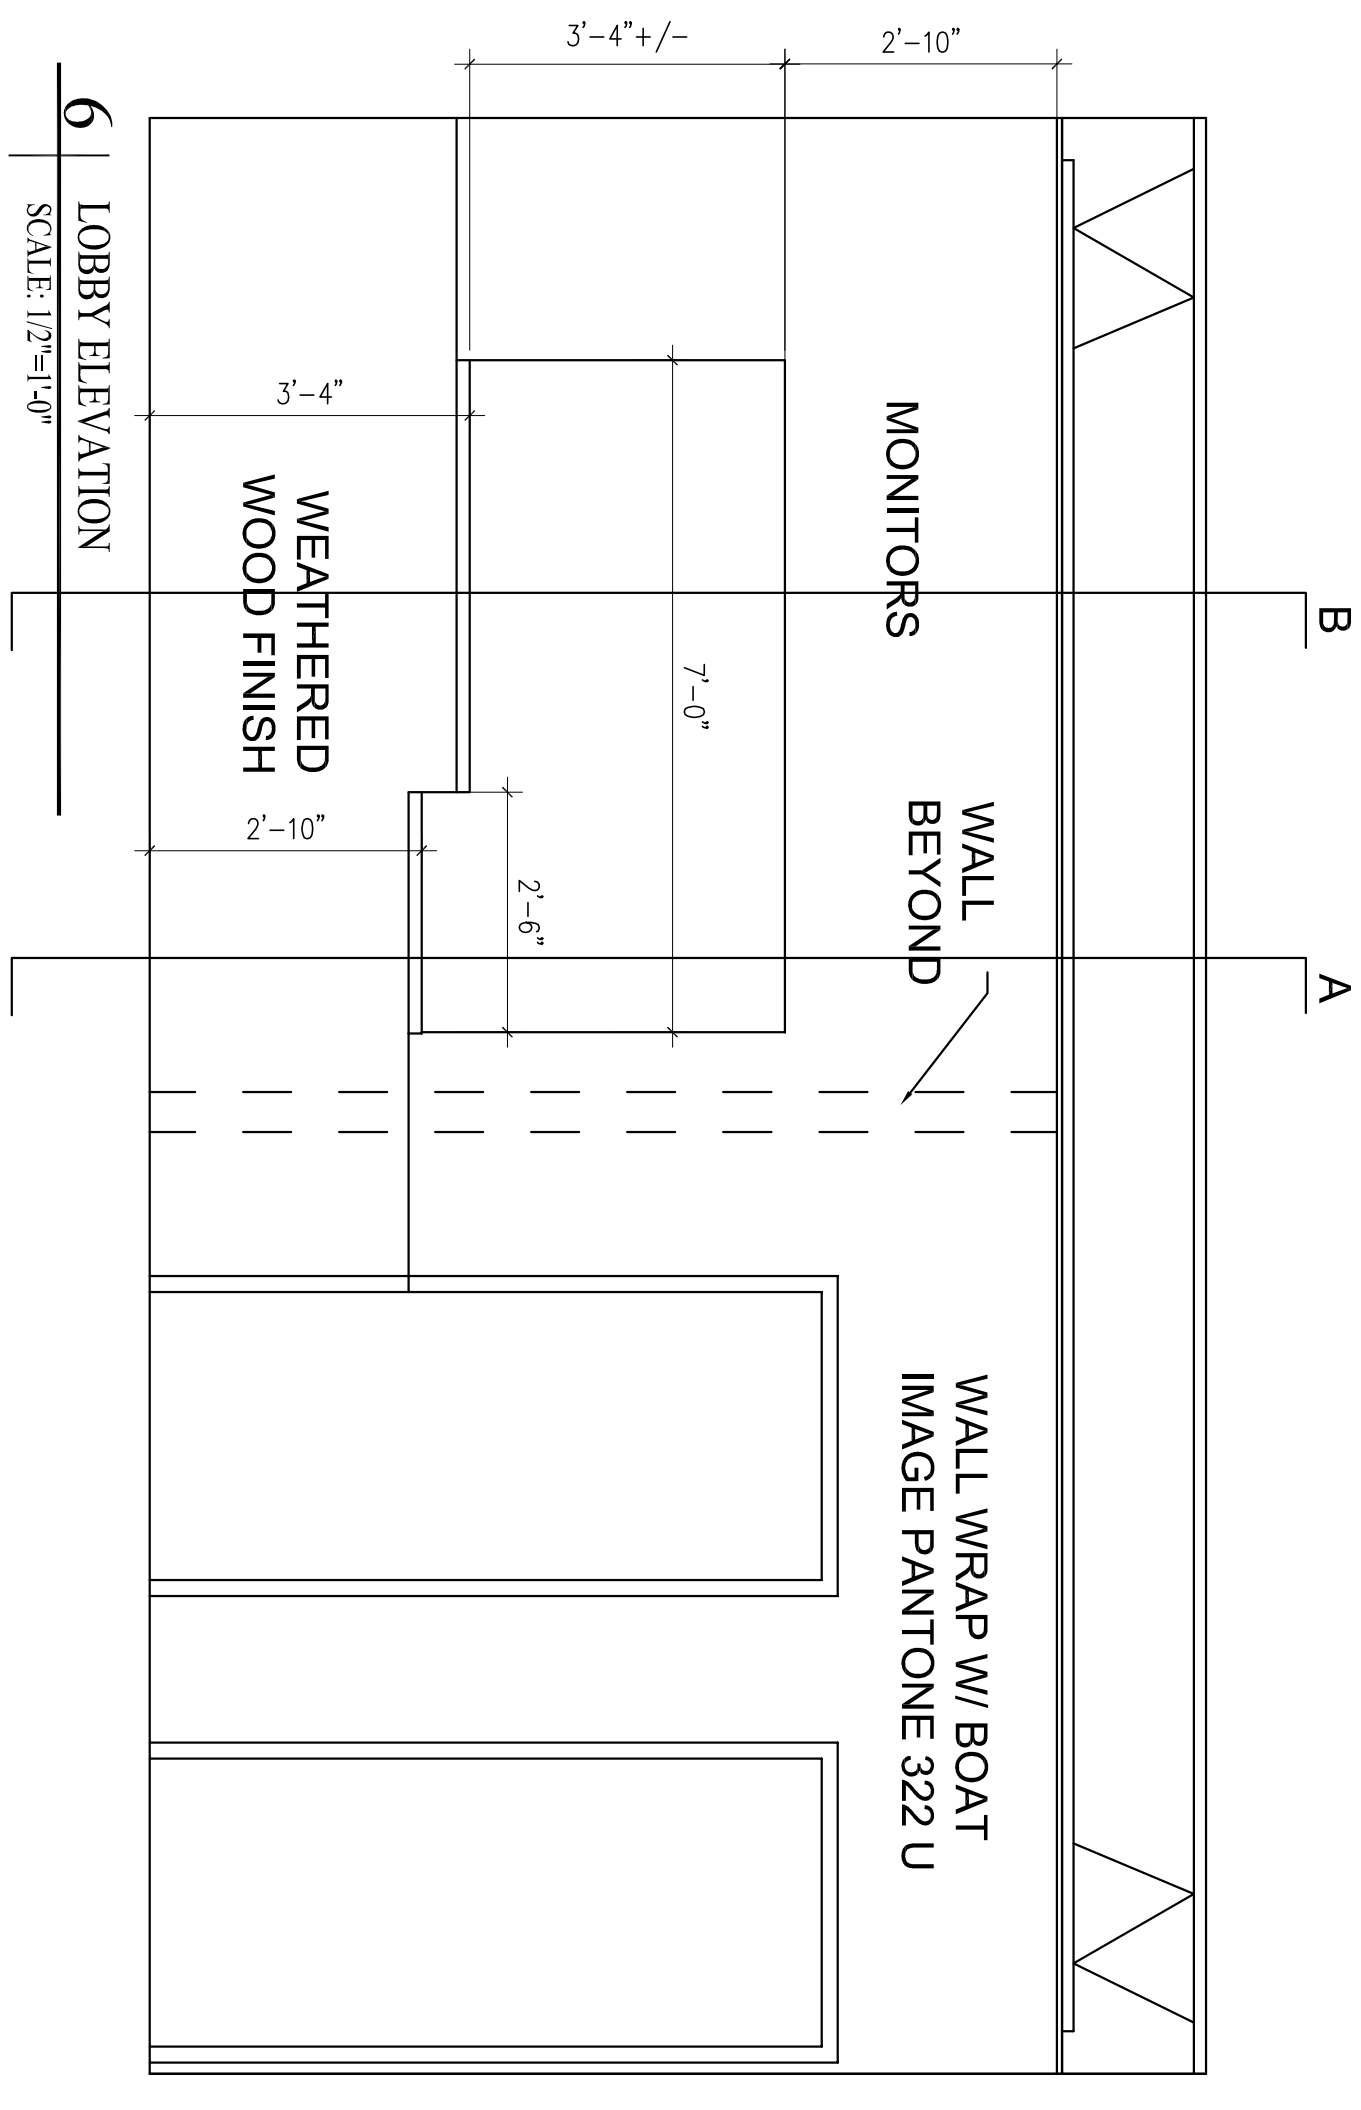 B
A
2'-10"
3'-4"+/-
MONITORS
WALL
BEYOND
WALL WRAP W/ BOAT
IMAGE PANTONE 322 U
7'-0"
2'-6"
3'-4"
WEATHERED
WOOD FINISH
2'-10"
6
LOBBY ELEVATION
SCALE: 1/2"=1'-0"